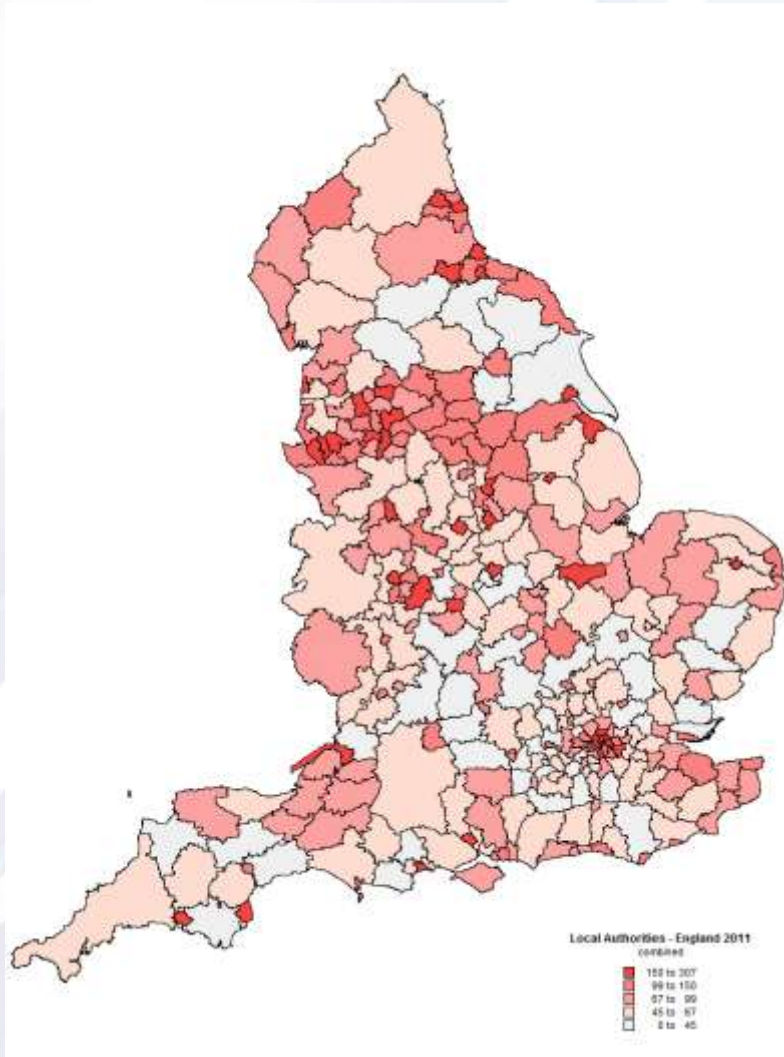 Local Authorities - England 2011
combined
150 to 307
99 to 150
67 to 99
45 to 67
0 to 45